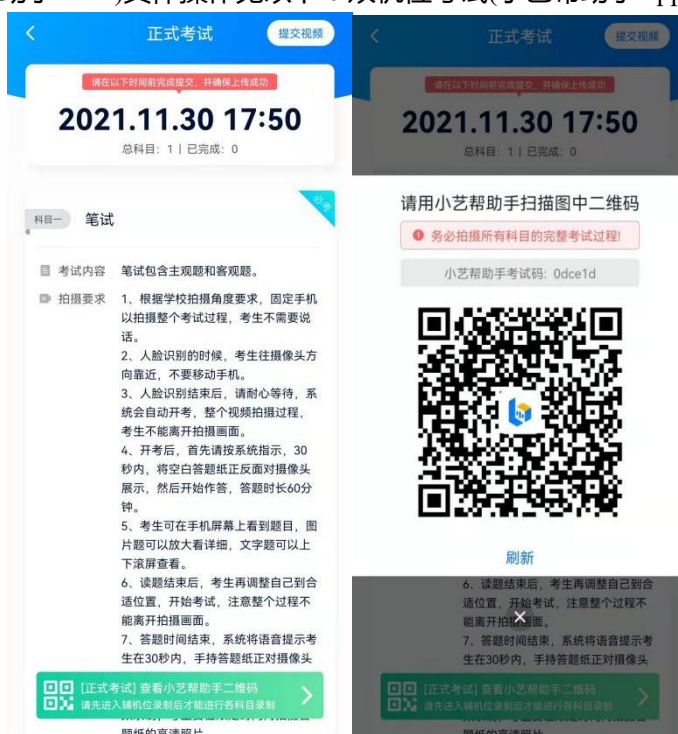 正式考试
提交视频
请在以下时间前完成提交，并确保上传成功
2021.11.30 17:50
总科目：1 | 已完成：0
科目一
笔试
必考
考试内容
笔试包含主观题和客观题。
拍摄要求
1、根据学校拍摄角度要求，固定手机
以拍摄整个考试过程，考生不需要说
话。
2、人脸识别的时候，考生往摄像头方
向靠近，不要移动手机。
3、人脸识别结束后，请耐心等待，系
统会自动开考，整个视频拍摄过程，
考生不能离开拍摄画面。
4、开考后，首先请按系统指示，30
秒内，将空白答题纸正反面对摄像头
展示，然后开始作答，答题时长60分
钟。
5、考生可在手机屏幕上看到题目，图
片题可以放大看详细，文字题可以上
下滚屏查看。
6、读题结束后，考生再调整自己到合
适位置，开始考试，注意整个过程不
能离开拍摄画面。
7、答题时间结束，系统将语音提示考
生在30秒内，手持答题纸正对摄像头
[正式考试] 查看小艺帮助手二维码
请先进入辅机位录制后才能进行各科目录制
正式考试
提交视频
请在以下时间前完成提交，并确保上传成功
2021.11.30 17:50
总科目：1 | 已完成：0
请用小艺帮助手扫描图中二维码
务必拍摄所有科目的完整考试过程!
小艺帮助手考试码：0dce1d
刷新
6、读题结束后，考生再调整自己到合
适位置，开始考试，注意整个过程不
能离开拍摄画面。
7、答题时间结束，系统将语音提示考
生在30秒内，手持答题纸正对摄像头
[正式考试] 查看小艺帮助手二维码
请先进入辅机位录制后才能进行各科目录制